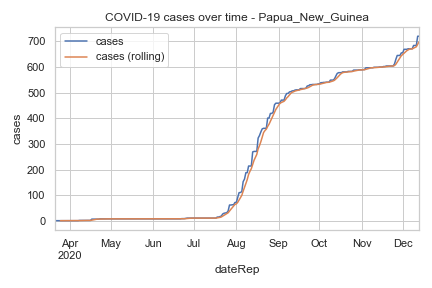 COVID-19 cases over time - Papua_New_Guinea
cases
cases (rolling)
700
600
500
400
300
200
100
0
cases
Apr May Jun Jul Aug Sep Oct Nov Dec
2020
dateRep